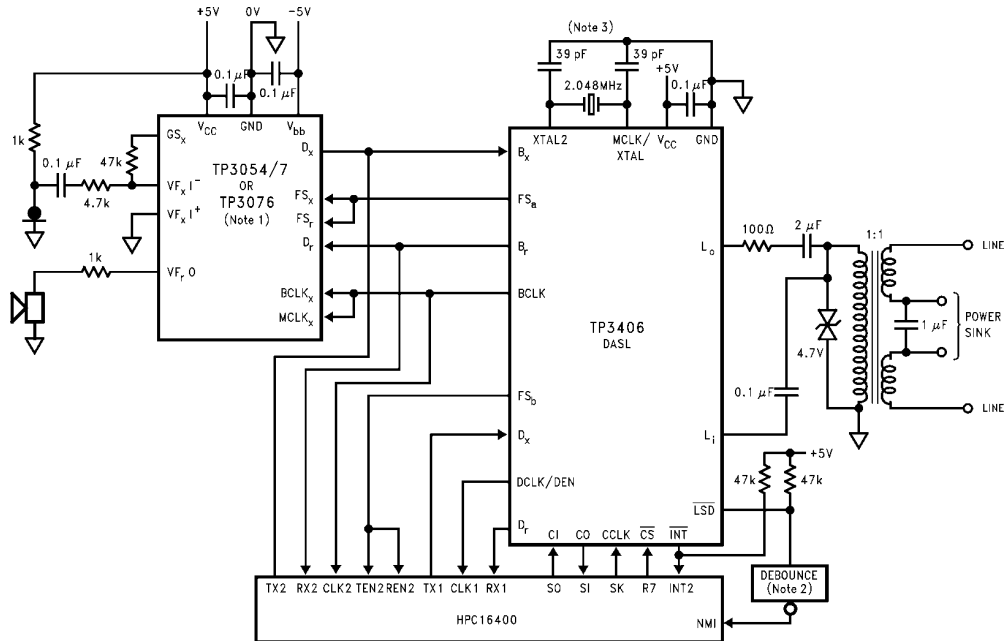 +5V 0V -5V
(Note 3)
39 pF 39 pF
+5V
0.1 μF
0.1 μF
2.048MHz
0.1 μF
1k
VCC GND Vbb
GSx
Dx
47k
0.1 μF
4.7k
VFxI−
VFxI+
TP3054/7
OR
TP3076
(Note 1)
FSx
FSr
Dr
1k
VFrO
BCLKx
MCLKx
XTAL2 MCLK/
XTAL VCC GND
Bx
FSa
Br
BCLK
TP3406
DASL
FSb
Dx
DCLK/DEN
Dr
Lo
Li
LSD
CI CO CCLK CS INT
100Ω
2 μF
1:1
LINE
POWER
SINK
1 μF
4.7V
0.1 μF
LINE
+5V
47k 47k
DEBOUNCE
(Note 2)
TX2 RX2 CLK2 TEN2 REN2 TX1 CLK1 RX1 SO SI SK R7 INT2
HPC16400
NMI